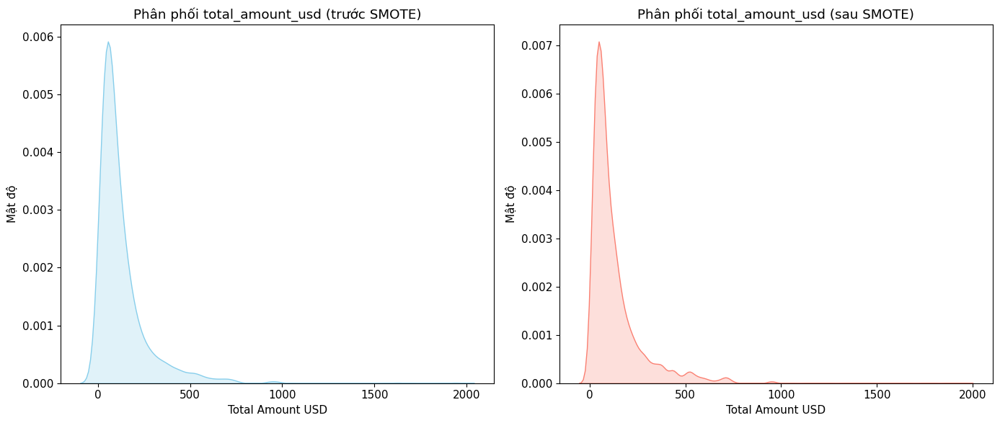 Phân phối total_amount_usd (trước SMOTE)
0.006
0.005
0.004
0.003
0.002
0.001
0.000
Mật độ
0 500 1000 1500 2000
Total Amount USD
Phân phối total_amount_usd (sau SMOTE)
0.007
0.006
0.005
0.004
0.003
0.002
0.001
0.000
Mật độ
0 500 1000 1500 2000
Total Amount USD